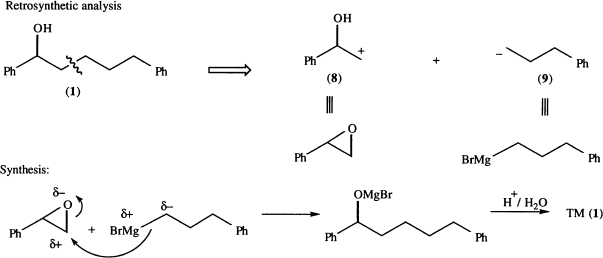 Retrosynthetic analysis
OH
Ph
Ph
(1)
OH
Ph
+
(8)
+
−
Ph
(9)
O
Ph
BrMg
Ph
Synthesis:
δ−
O
Ph
δ+
+
δ+
BrMg
δ−
Ph
OMgBr
Ph
Ph
H+ / H2O
TM (1)